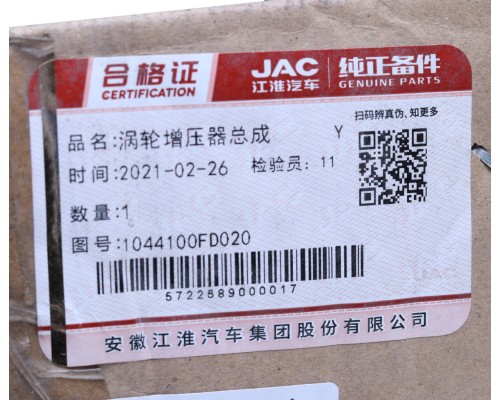 合格证
CERTIFICATION
JAC
江淮汽车
纯正备件
GENUINE PARTS
扫码辨真伪、知更多
品名:涡轮增压器总成 Y
时间:2021-02-26 检验员:11
数量:1
图号:1044100FD020
5722589000017
JAC
安徽江淮汽车集团股份有限公司